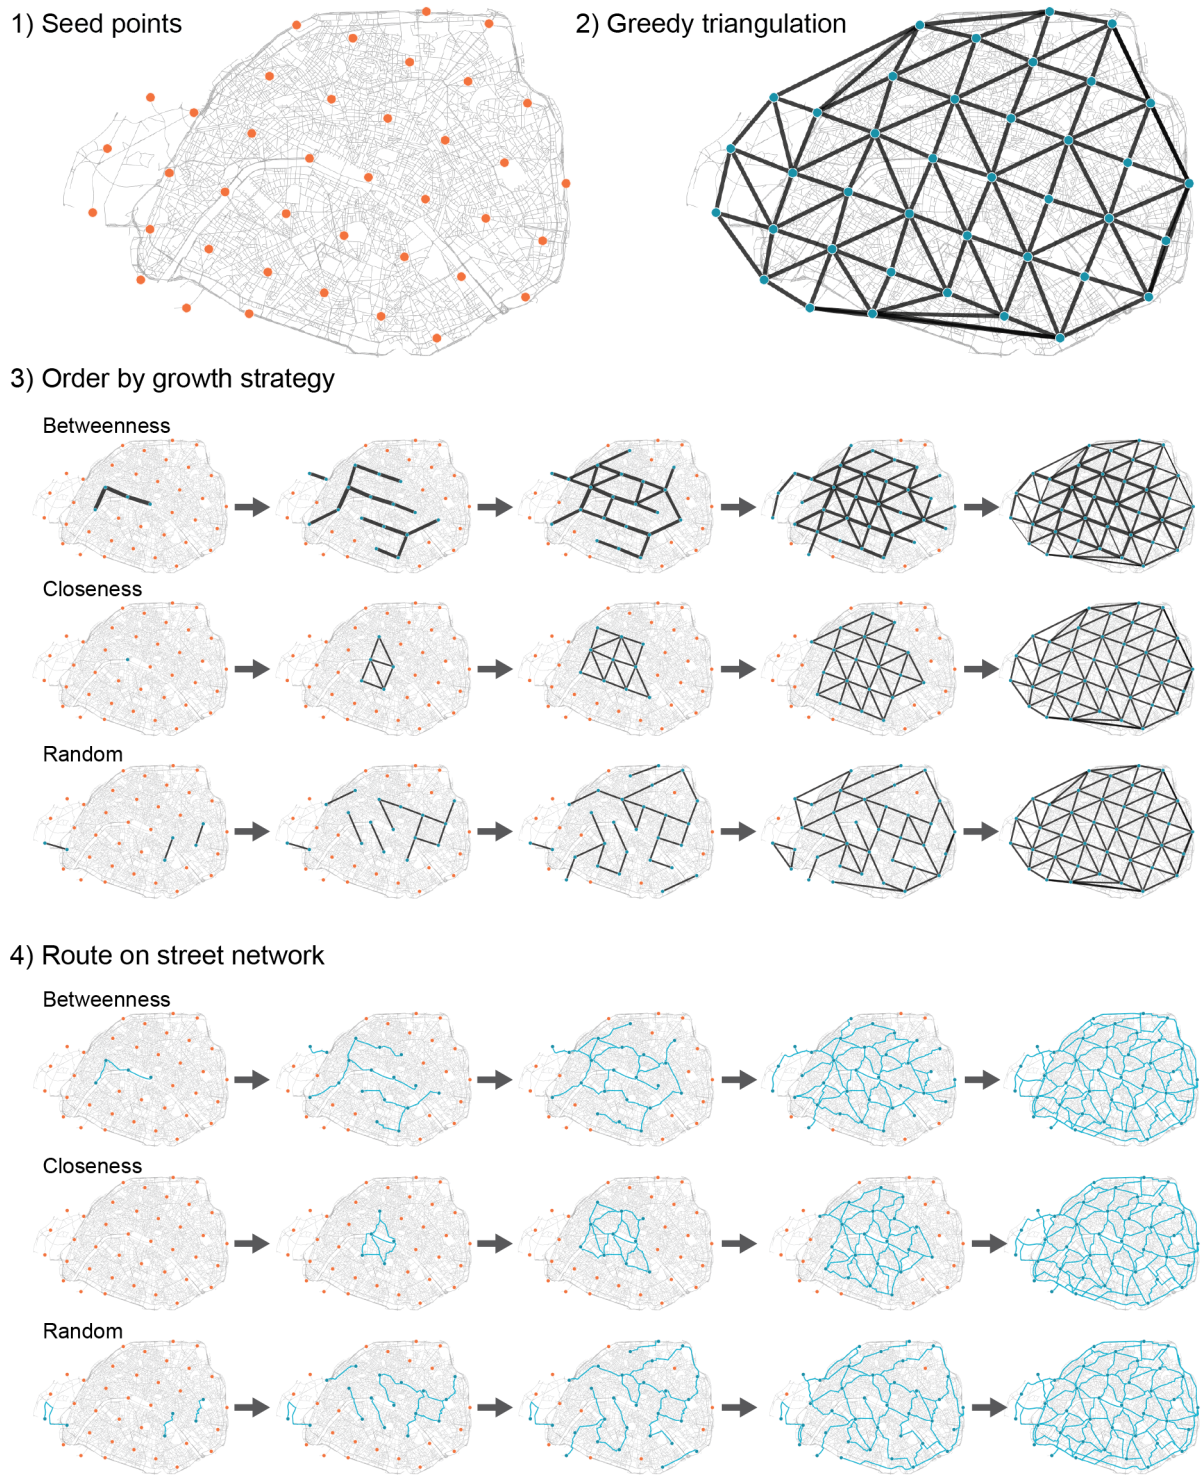 1) Seed points
2) Greedy triangulation
3) Order by growth strategy
Betweenness
Closeness
Random
4) Route on street network
Betweenness
Closeness
Random